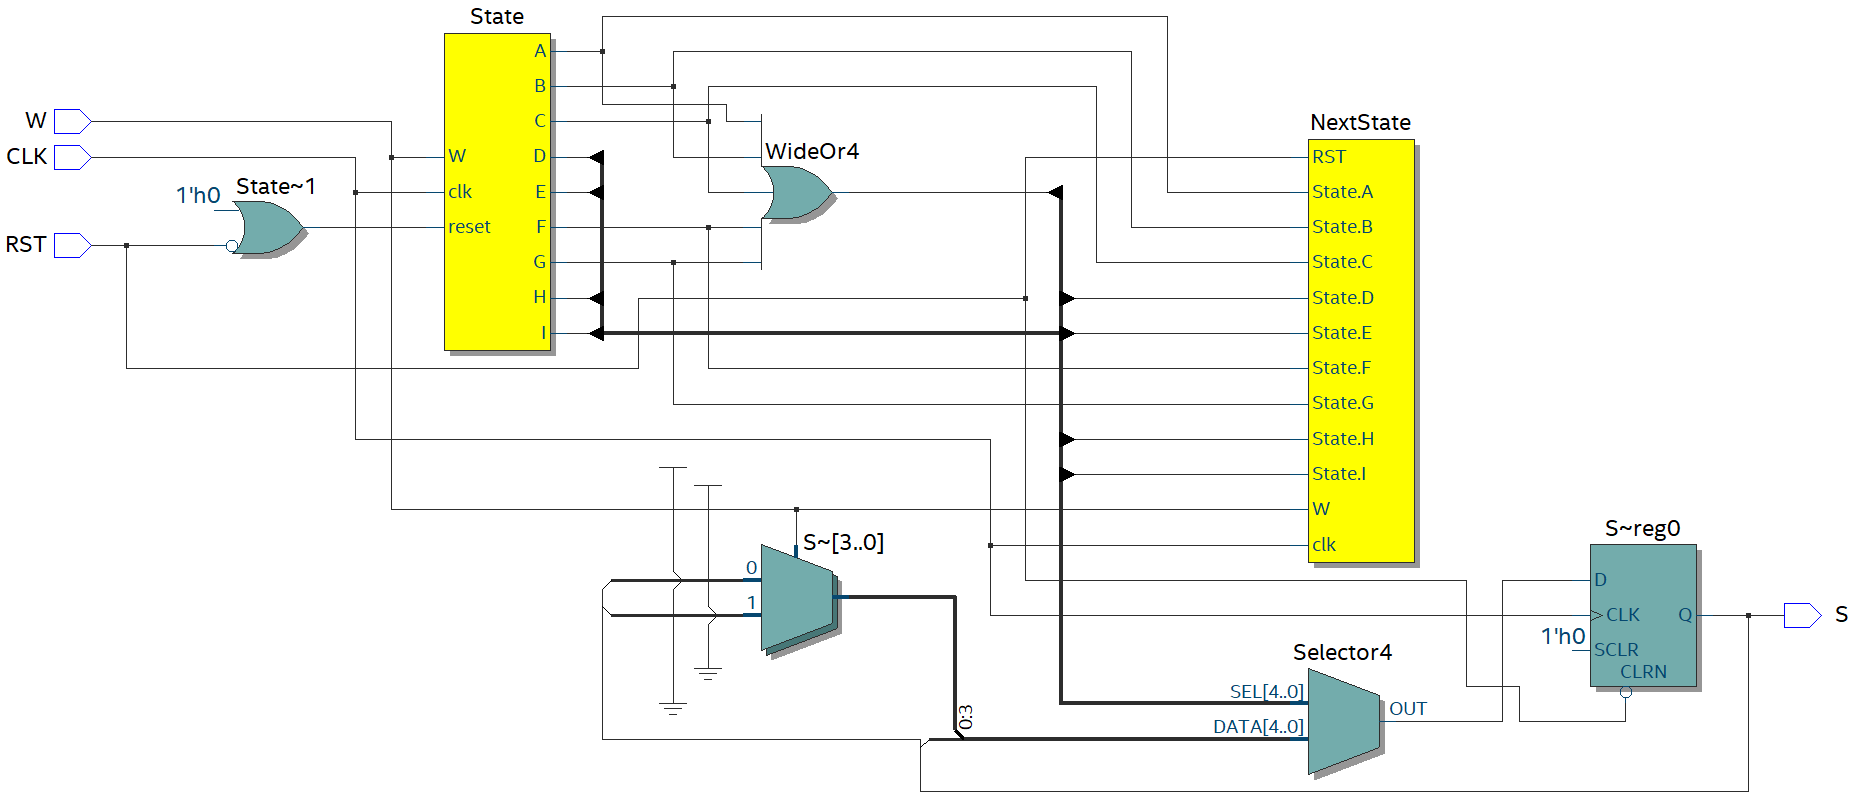 State
A
B
C
D
E
F
G
H
I
W
clk
reset
W
CLK
RST
1'h0
State~1
WideOr4
NextState
RST
State.A
State.B
State.C
State.D
State.E
State.F
State.G
State.H
State.I
W
clk
S~[3..0]
0
1
0:3
Selector4
SEL[4..0]
DATA[4..0]
OUT
S~reg0
D
CLK
Q
1'h0
SCLR
CLRN
S